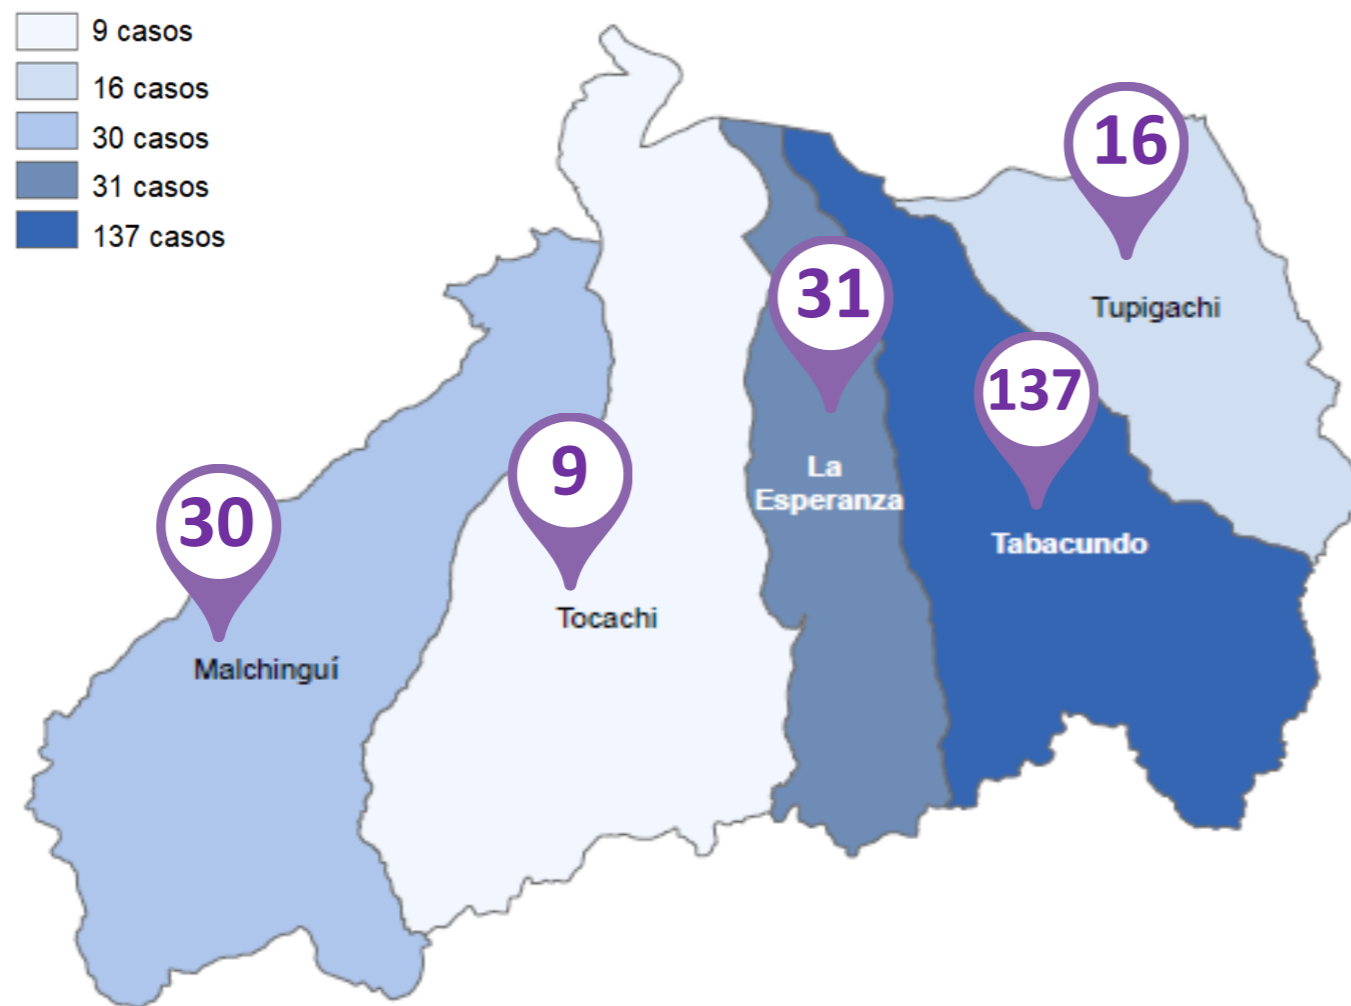 9 casos
16 casos
30 casos
31 casos
137 casos
16
Tupigachi
31
137
La
Esperanza
Tabacundo
9
Tocachi
30
Malchinguí